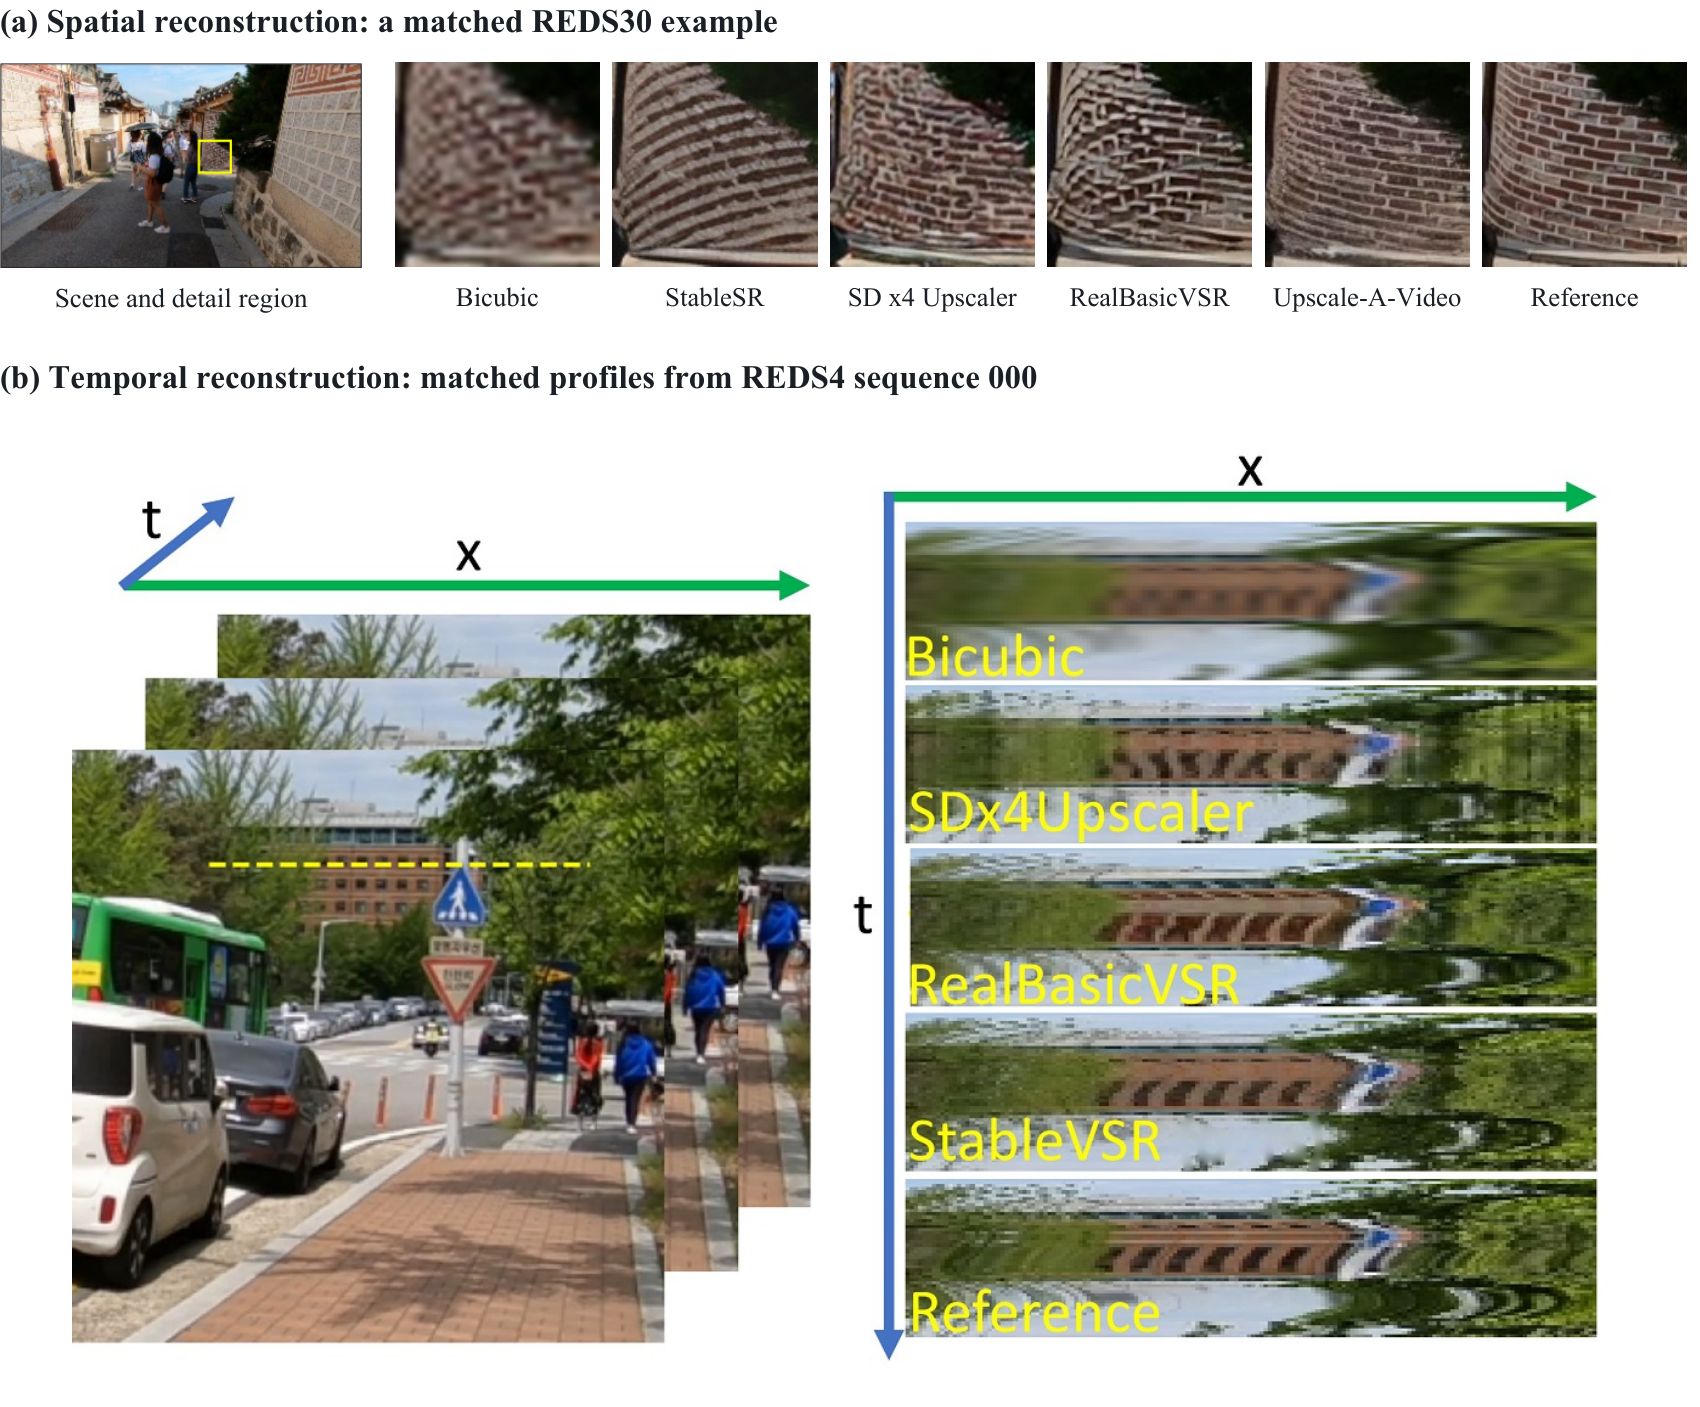 (a) Spatial reconstruction: a matched REDS30 example
Scene and detail region
Bicubic
StableSR
SD x4 Upscaler
RealBasicVSR
Upscale-A-Video
Reference
(b) Temporal reconstruction: matched profiles from REDS4 sequence 000
t
x
x
t
Bicubic
SDx4Upscaler
RealBasicVSR
StableVSR
Reference